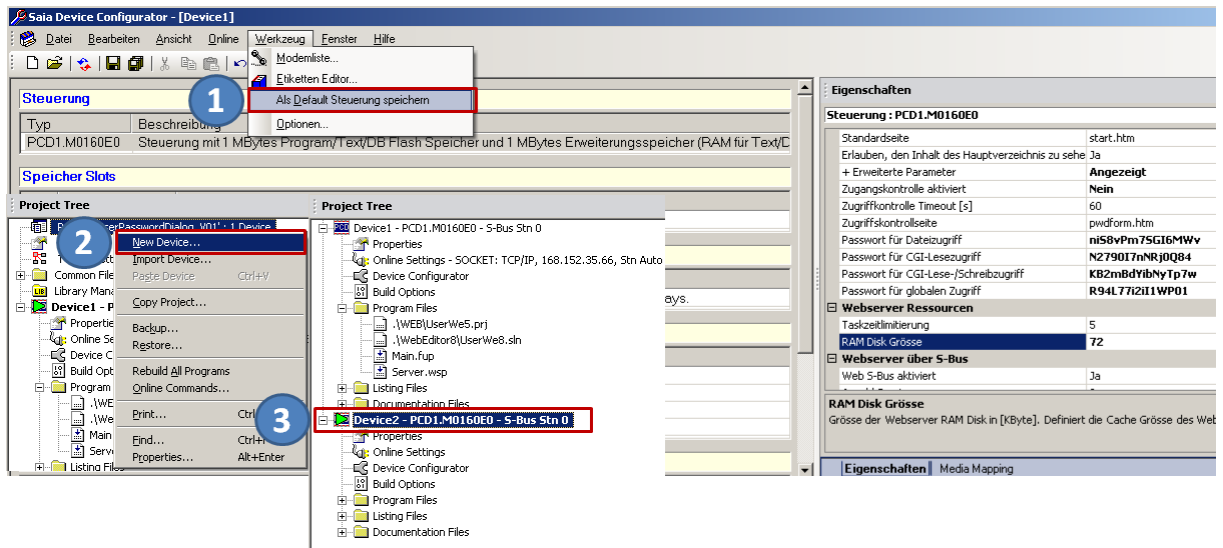 Saia Device Configurator - [Device1]
Datei Bearbeiten Ansicht Online Werkzeug Fenster Hilfe
Modemliste...
Etiketten Editor...
1
Als Default Steuerung speichern
Optionen...
Steuerung
Typ Beschreibung
PCD1.M0160E0 Steuerung mit 1 MBytes Program/Text/DB Flash Speicher und 1 MBytes Erweiterungsspeicher (RAM für Text/D
Speicher Slots
ays.
Project Tree
PasswordDialog_V01' : 1 Device
2
New Device...
Import Device...
Paste Device Ctrl+V
Copy Project...
Backup...
Restore...
Rebuild All Programs
Online Commands...
Print... Ctrl
Find... Ctrl+F
Properties... Alt+Enter
Common File
Library Mana
Device1 - P
Propertie
Online Se
Device C
Build Opt
Program
.\WE
.\We
Main
Serv
Listing Files
3
Project Tree
Device1 - PCD1.M0160E0 - S-Bus Stn 0
Properties
Online Settings - SOCKET: TCP/IP, 168.152.35.66, Stn Auto
Device Configurator
Build Options
Program Files
.\WEB\UserWe5.prj
.\WebEditor8\UserWe8.sln
Main.fup
Server.wsp
Listing Files
Documentation Files
Device2 - PCD1.M0160E0 - S-Bus Stn 0
Properties
Online Settings
Device Configurator
Build Options
Program Files
Listing Files
Documentation Files
Eigenschaften
Steuerung : PCD1.M0160E0
Standardseite start.htm
Erlauben, den Inhalt des Hauptverzeichnis zu sehe Ja
+ Erweiterte Parameter Angezeigt
Zugangskontrolle aktiviert Nein
Zugriffkontrolle Timeout [s] 60
Zugriffskontrollseite pwdform.htm
Passwort für Dateizugriff niS8vPm7SGI6MWv
Passwort für CGI-Lesezugriff N2790I7nNRj0Q84
Passwort für CGI-Lese-/Schreibzugriff KB2mBdYibNyTp7w
Passwort für globalen Zugriff R94L77i2iI1WP01
Webserver Ressourcen
Taskzeitlimitierung 5
RAM Disk Grösse 72
Webserver über S-Bus
Web S-Bus aktiviert Ja
RAM Disk Grösse
Grösse der Webserver RAM Disk in [KByte]. Definiert die Cache Grösse des Web
Eigenschaften Media Mapping